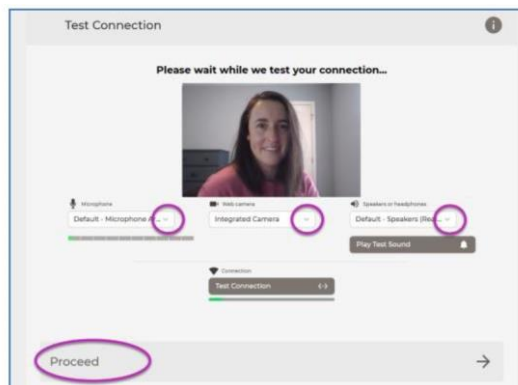 Test Connection
Please wait while we test your connection...
Microphone
Web camera
Speakers or headphones
Default - Microphone A...
Integrated Camera
Default - Speakers (Rea...
Play Test Sound
Connection
Test Connection
Proceed